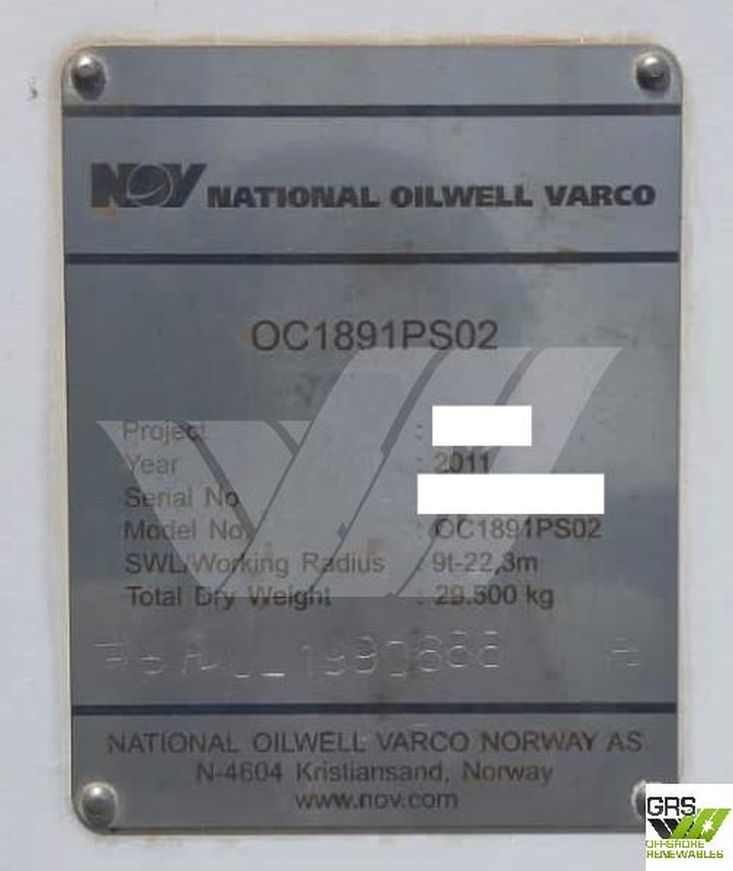 NOV NATIONAL OILWELL VARCO
OC1891PS02
Project :
Year : 2011
Serial No
Model No. : OC1891PS02
SWL/Working Radius : 9t-22,3m
Total Dry Weight : 29.500 kg
NATIONAL OILWELL VARCO NORWAY AS
N-4604 Kristiansand, Norway
www.nov.com
GRS
OFFSHORE
RENEWABLES